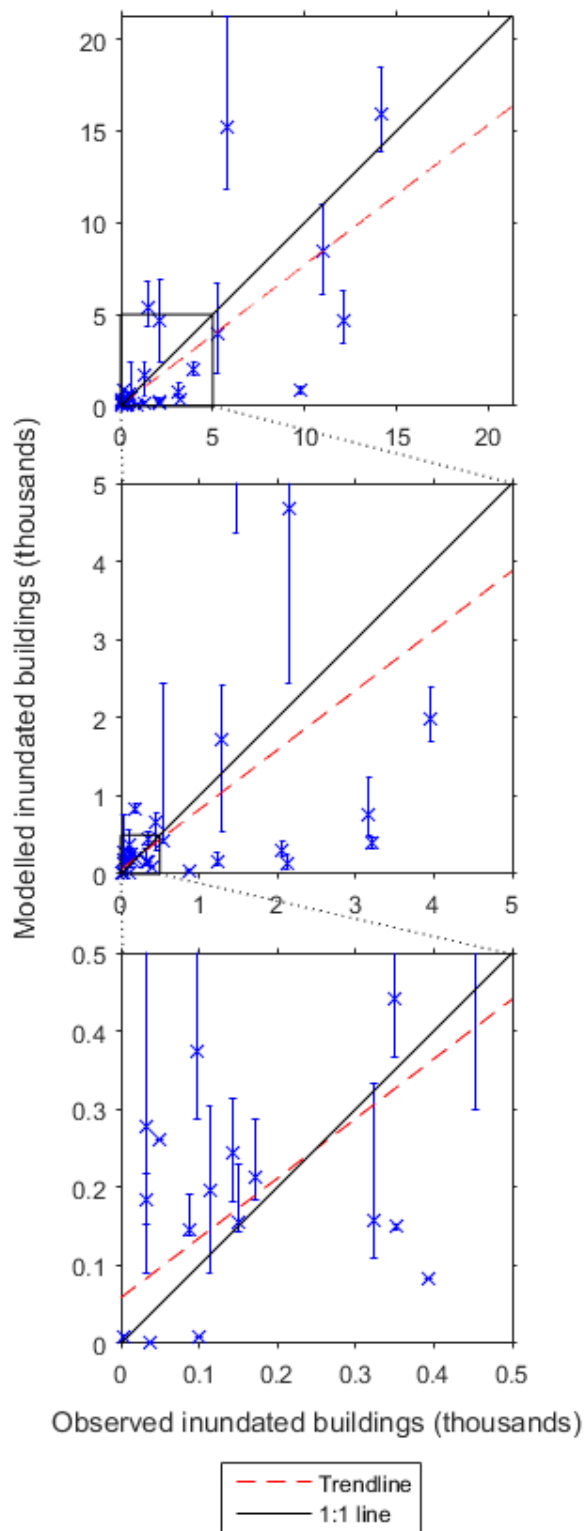 20
15
10
5
0
0 5 10 15 20
5
4
3
2
1
0
0 1 2 3 4 5
0.5
0.4
0.3
0.2
0.1
0
0 0.1 0.2 0.3 0.4 0.5
Modelled inundated buildings (thousands)
Observed inundated buildings (thousands)
Trendline
1:1 line